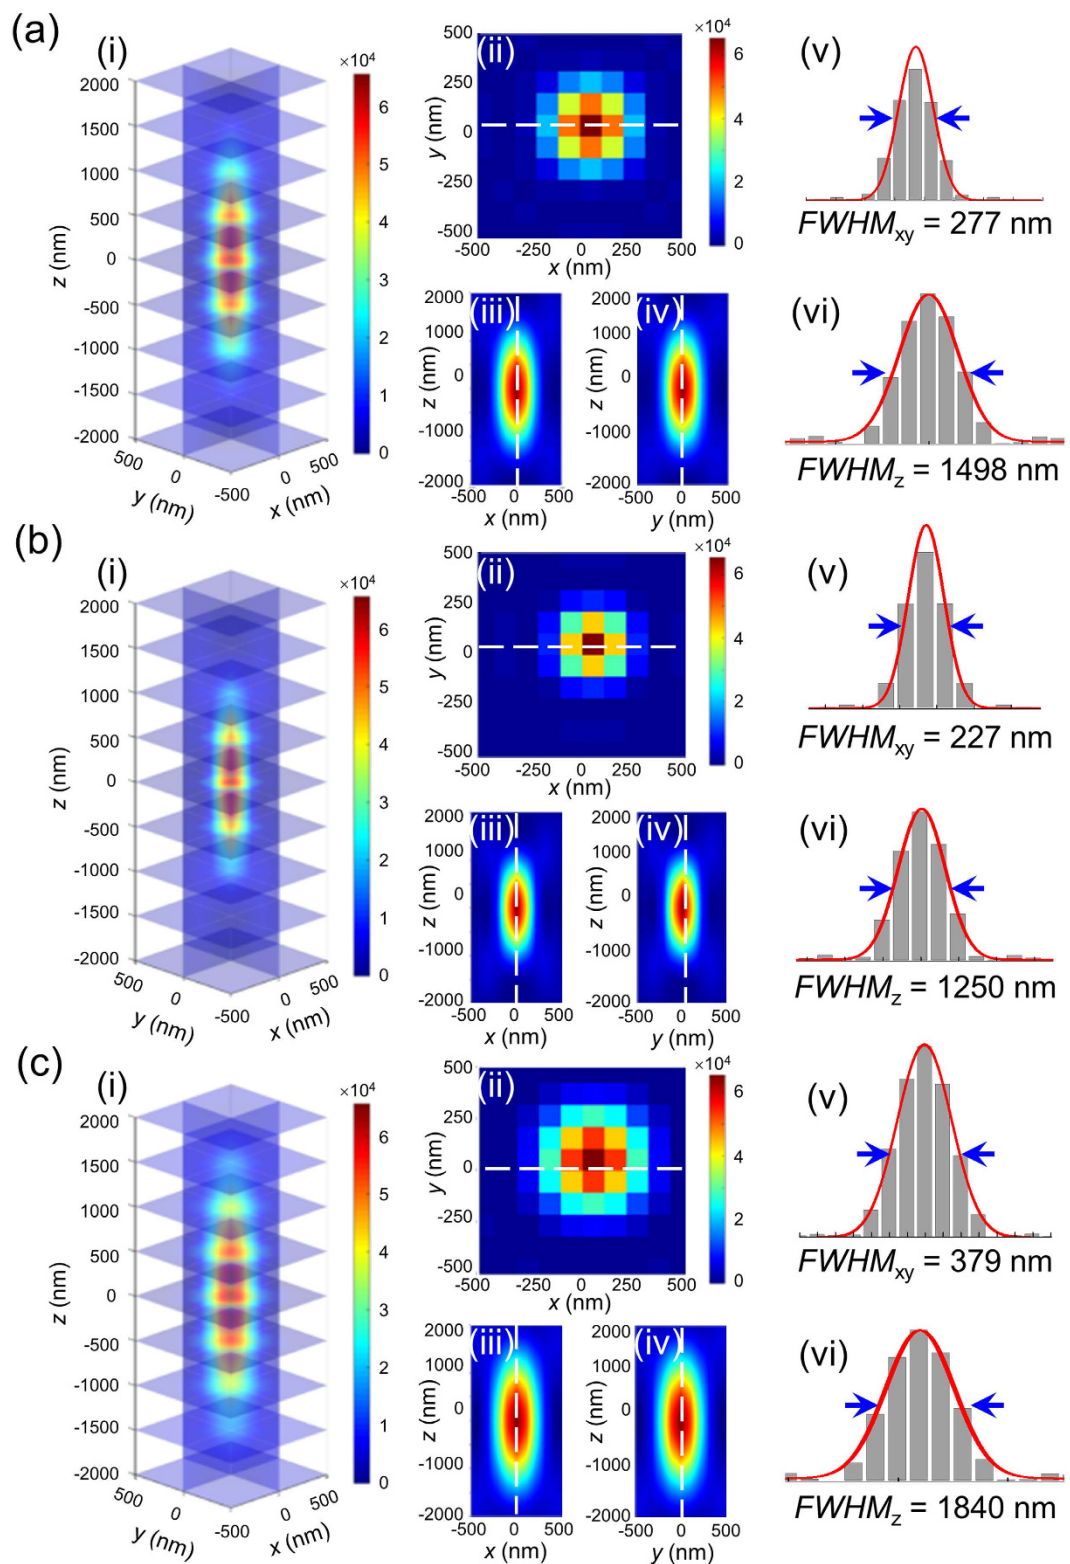 (a)
(i)
×10⁴
2000
1500
1000
500
0
-500
-1000
-1500
-2000
z (nm)
6
5
4
3
2
1
0
500
0
-500
y (nm)
0
500
x (nm)
(ii)
×10⁴
500
250
0
-250
-500
y (nm)
6
4
2
0
-500
-250
0
250
500
x (nm)
(iii)
2000
1000
0
-1000
-2000
z (nm)
-500
0
500
x (nm)
(iv)
2000
1000
0
-1000
-2000
z (nm)
-500
0
500
y (nm)
(v)
FWHMxy = 277 nm
(vi)
FWHMz = 1498 nm
(b)
(i)
×10⁴
2000
1500
1000
500
0
-500
-1000
-1500
-2000
z (nm)
6
5
4
3
2
1
0
500
0
-500
y (nm)
0
500
x (nm)
(ii)
×10⁴
500
250
0
-250
-500
y (nm)
6
4
2
0
-500
-250
0
250
500
x (nm)
(iii)
2000
1000
0
-1000
-2000
z (nm)
-500
0
500
x (nm)
(iv)
2000
1000
0
-1000
-2000
z (nm)
-500
0
500
y (nm)
(v)
FWHMxy = 227 nm
(vi)
FWHMz = 1250 nm
(c)
(i)
×10⁴
2000
1500
1000
500
0
-500
-1000
-1500
-2000
z (nm)
6
5
4
3
2
1
0
500
0
-500
y (nm)
0
500
x (nm)
(ii)
×10⁴
500
250
0
-250
-500
y (nm)
6
4
2
0
-500
-250
0
250
500
x (nm)
(iii)
2000
1000
0
-1000
-2000
z (nm)
-500
0
500
x (nm)
(iv)
2000
1000
0
-1000
-2000
z (nm)
-500
0
500
y (nm)
(v)
FWHMxy = 379 nm
(vi)
FWHMz = 1840 nm